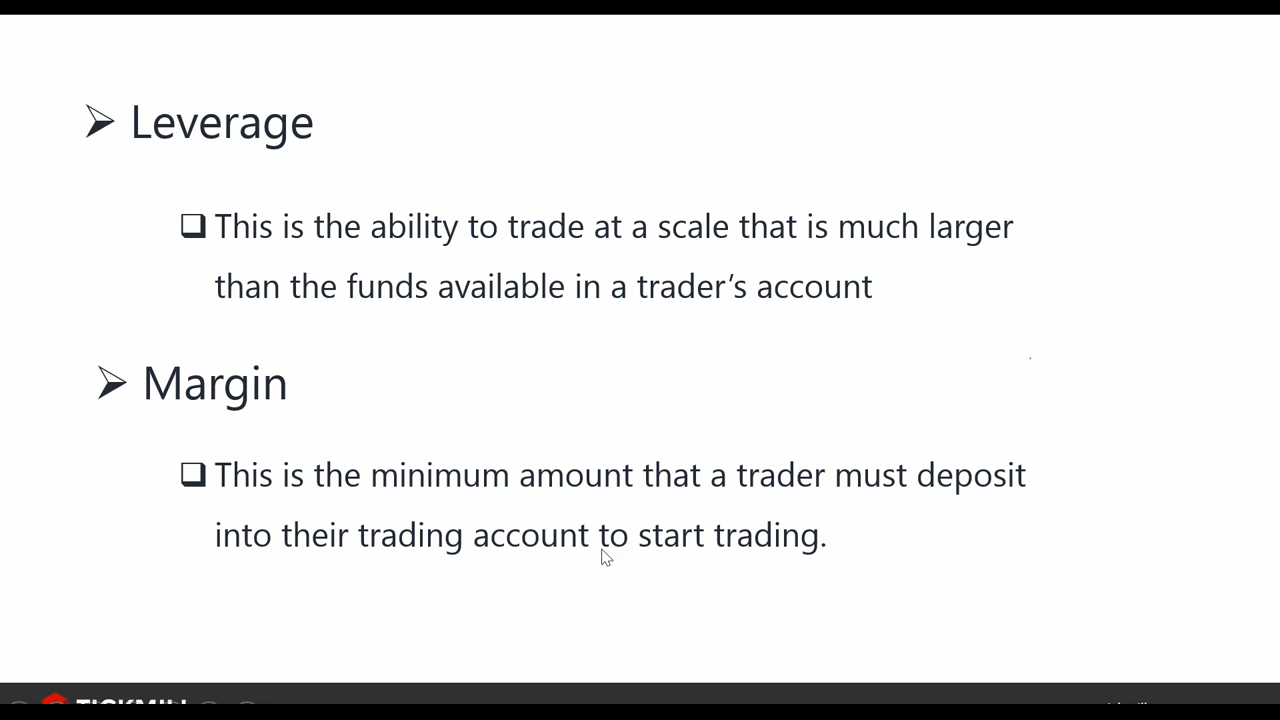 Leverage
This is the ability to trade at a scale that is much larger
than the funds available in a trader’s account
Margin
This is the minimum amount that a trader must deposit
into their trading account to start trading.
TICKMILL